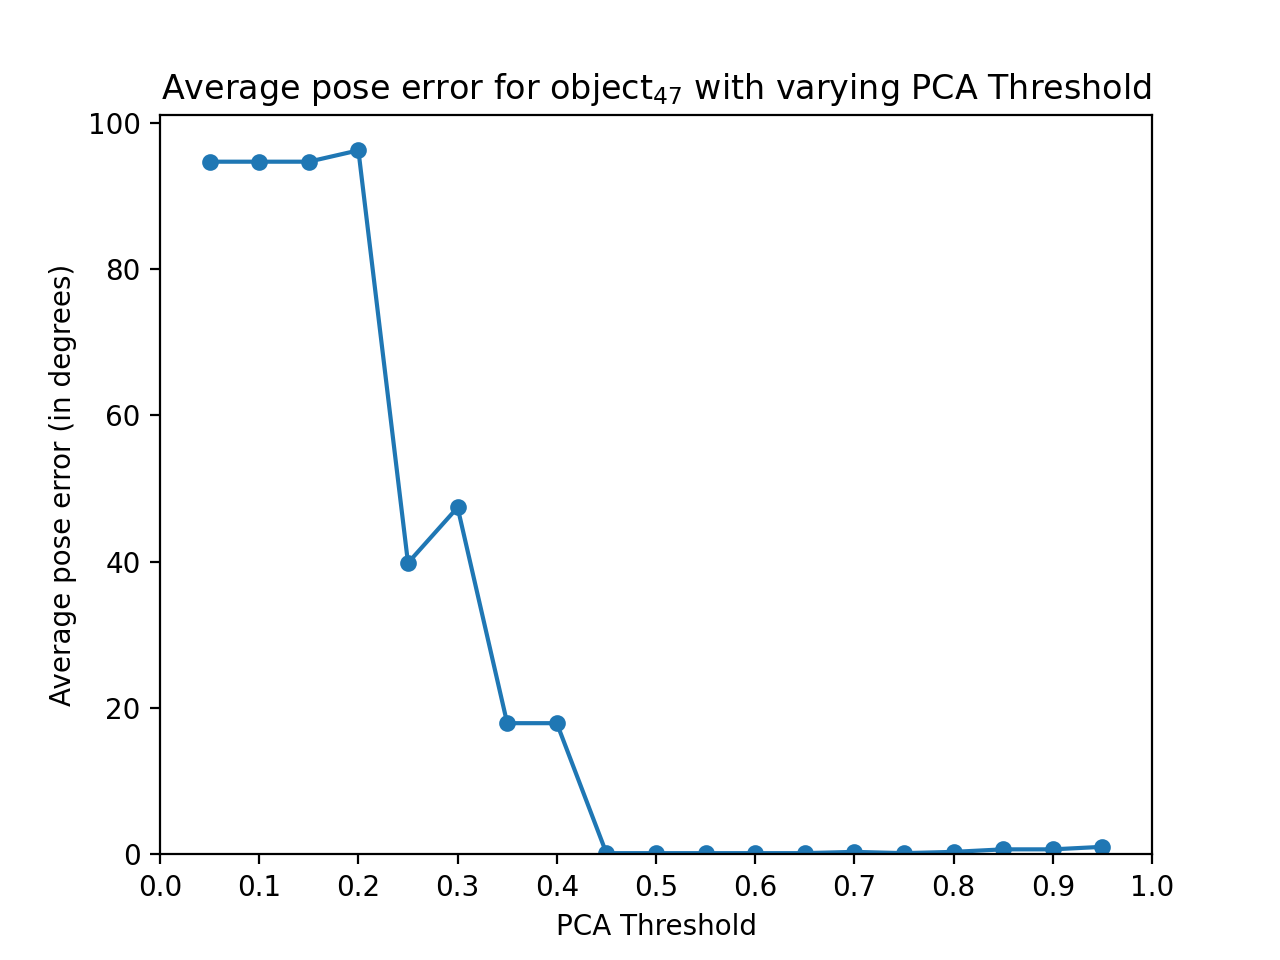 Average pose error for object₄₇ with varying PCA Threshold
Average pose error (in degrees)
100
80
60
40
20
0
0.0 0.1 0.2 0.3 0.4 0.5 0.6 0.7 0.8 0.9 1.0
PCA Threshold